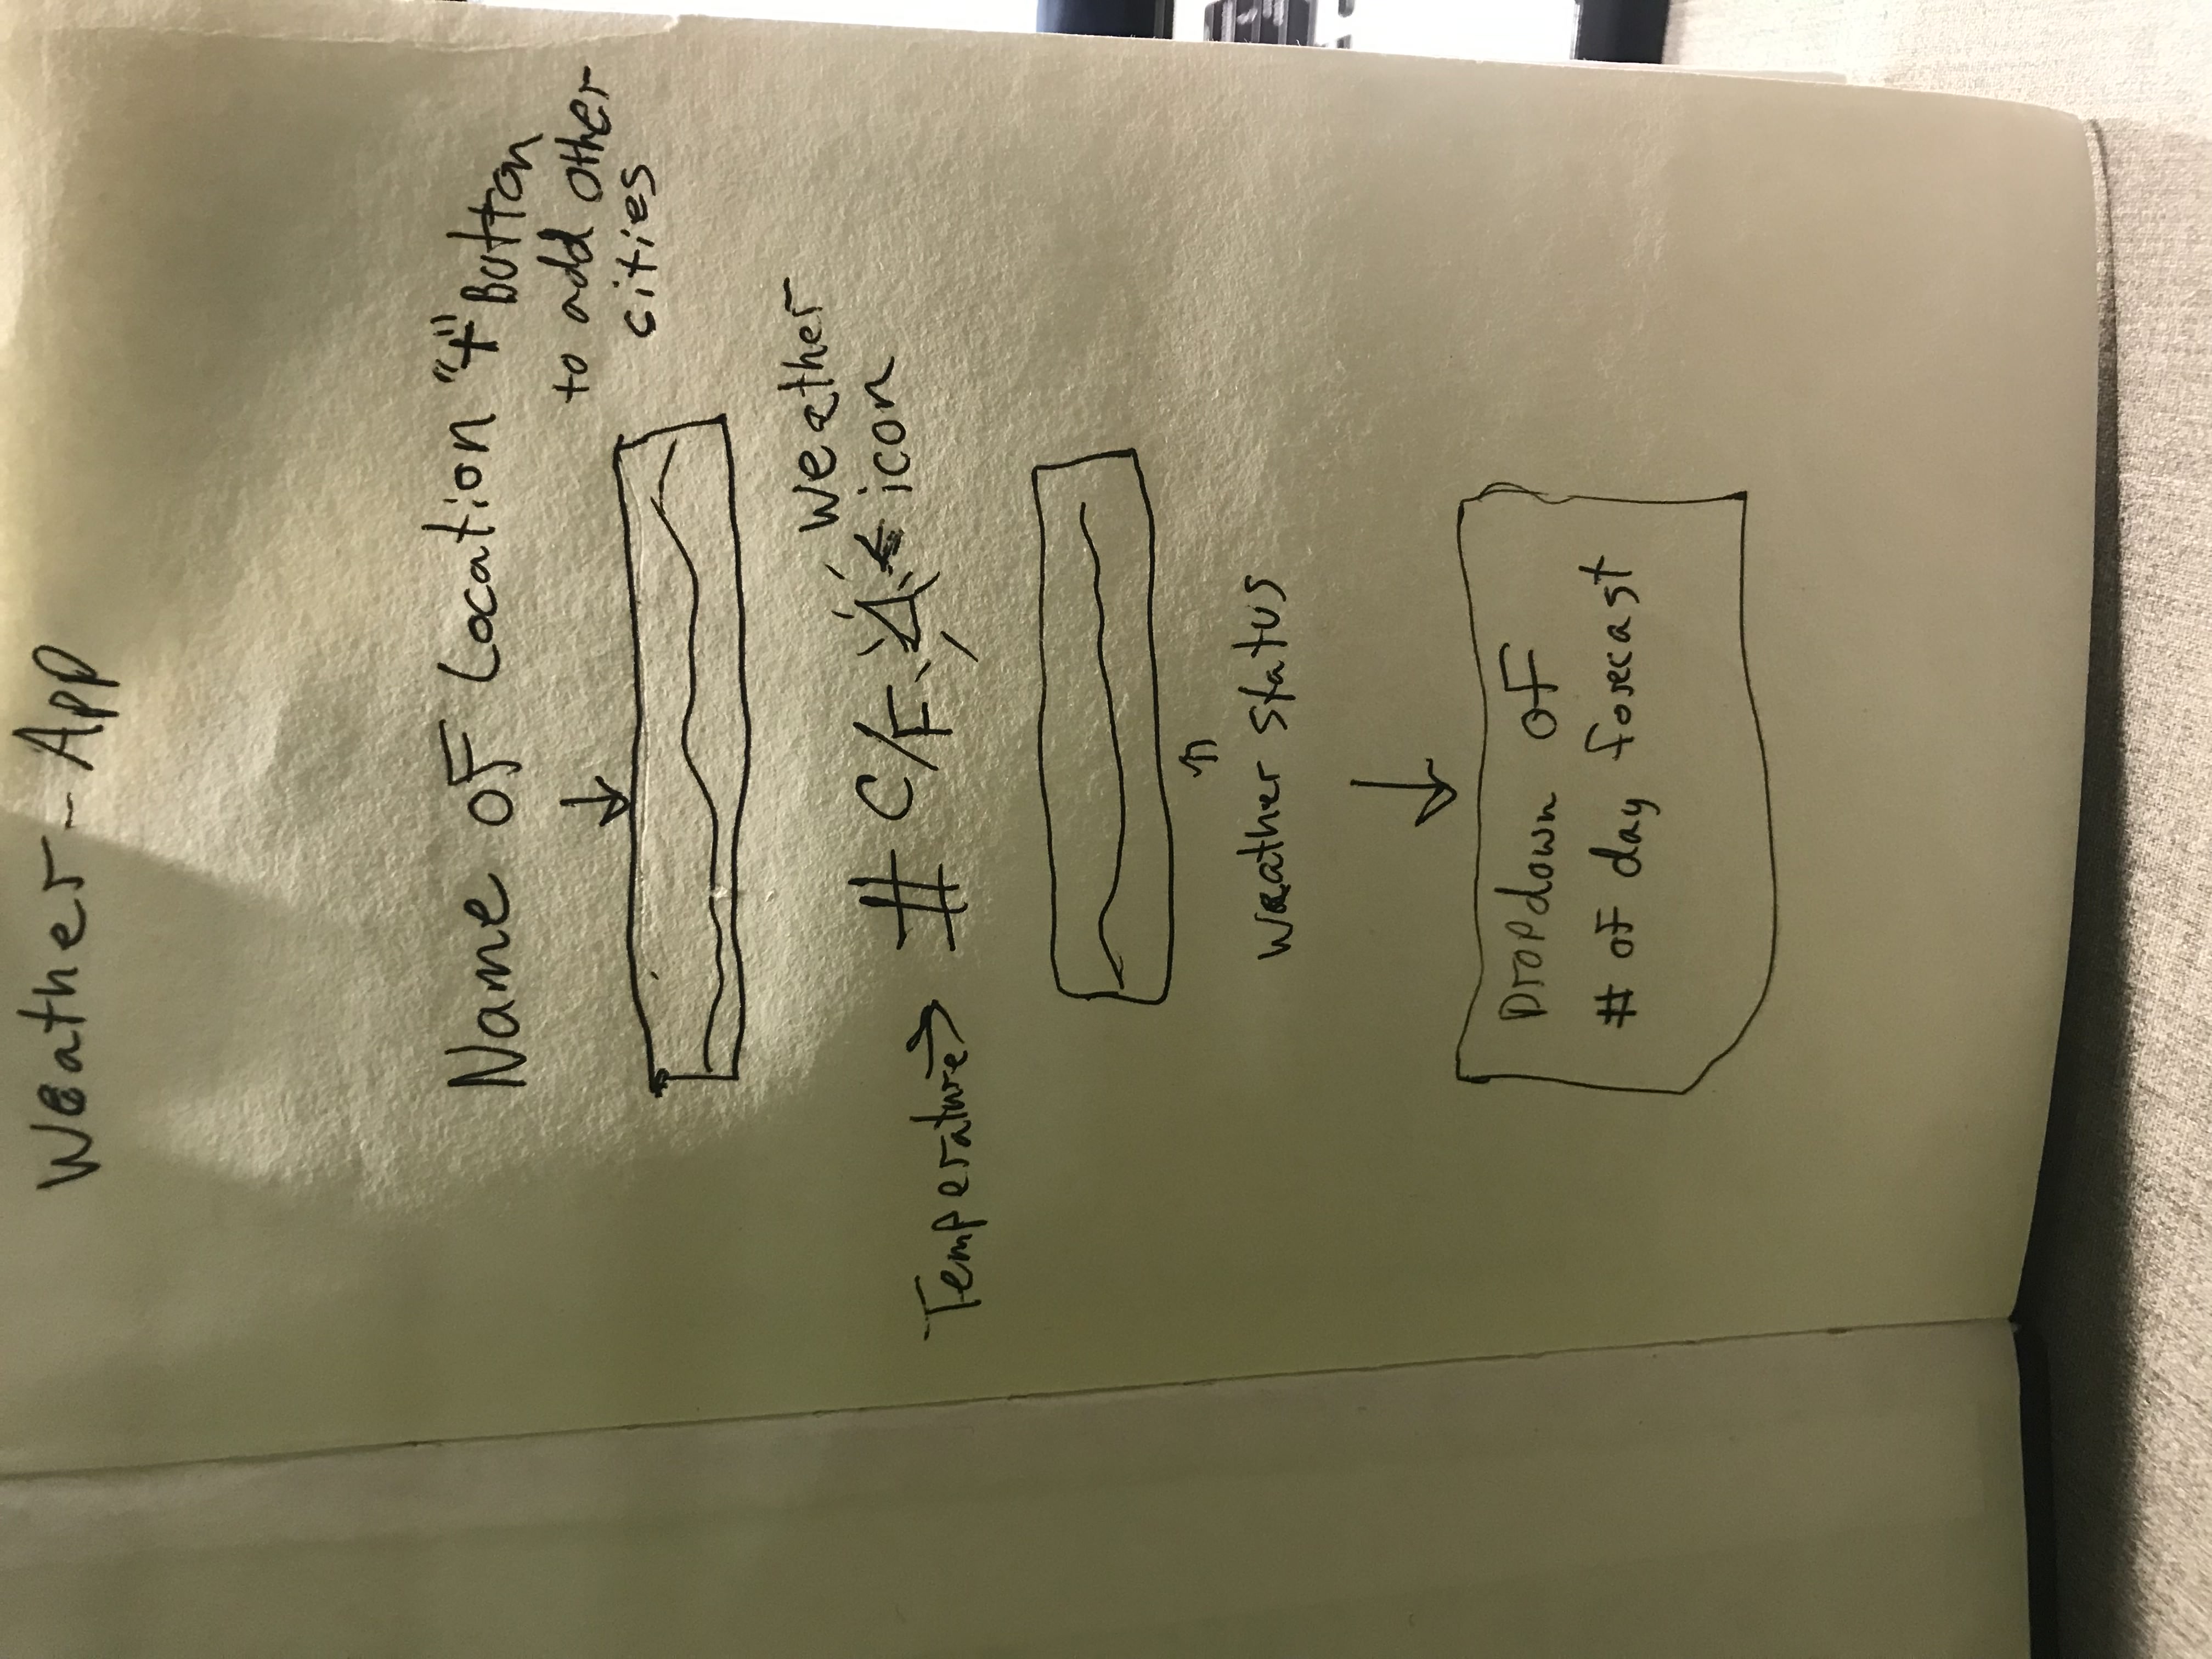 Weather-App
Name of Location "+" Button
to add other
cities
Weather
Temperature → # C/F ← icon
Weather status
Dropdown of
# of day forecast